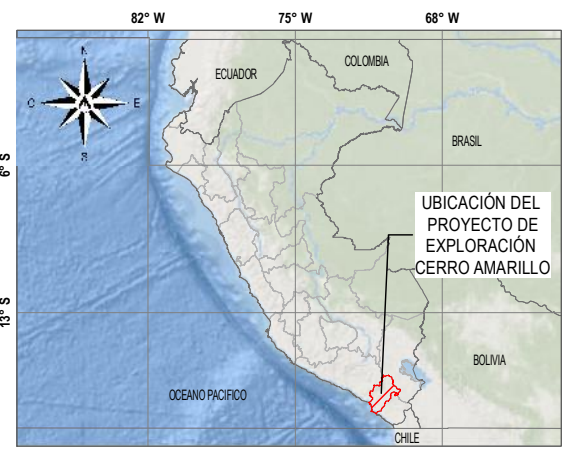 82° W 75° W 68° W
N
ECUADOR
COLOMBIA
O E
BRASIL
S
6° S
UBICACIÓN DEL
PROYECTO DE
EXPLORACIÓN
CERRO AMARILLO
13° S
BOLIVIA
OCEANO PACIFICO
CHILE